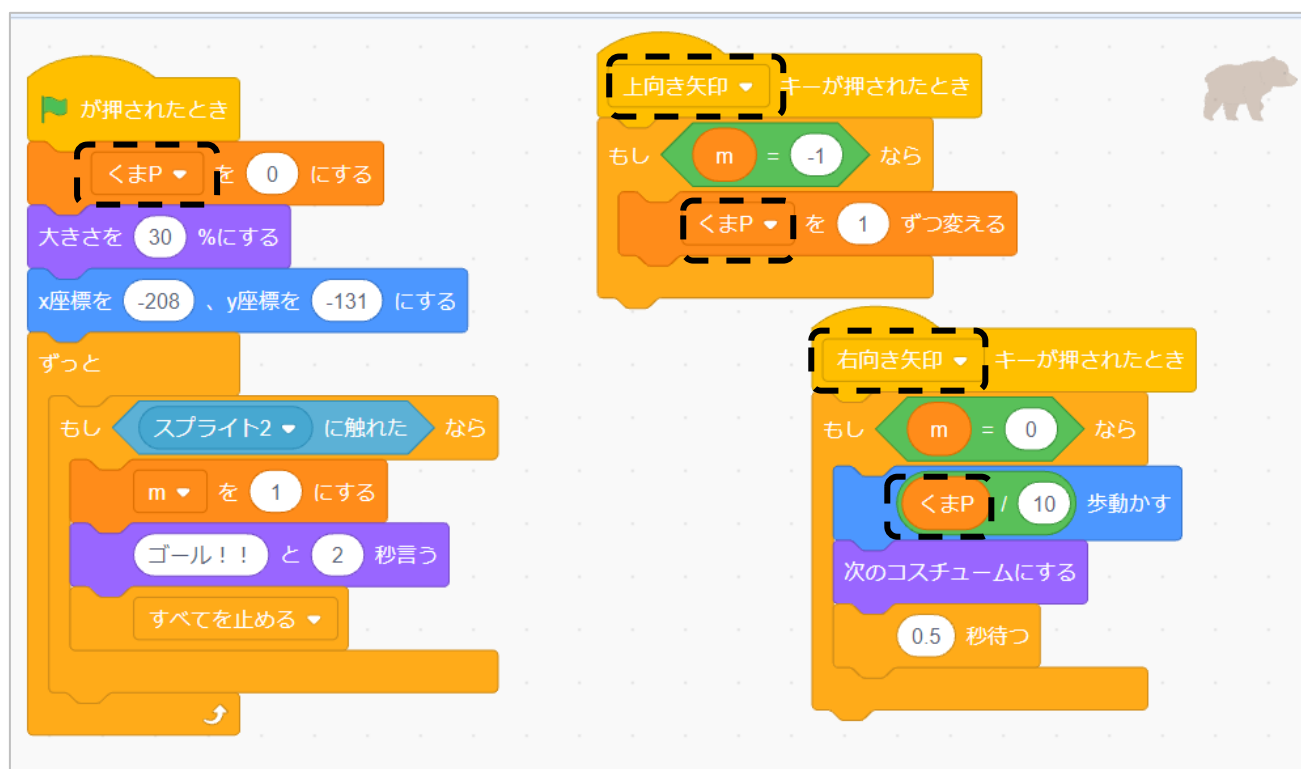 が押されたとき
くまP を 0 にする
大きさを 30 %にする
x座標を -208 、y座標を -131 にする
ずっと
もし スプライト2 に触れた なら
m を 1 にする
ゴール！！ と 2 秒言う
すべてを止める
上向き矢印 キーが押されたとき
もし m = -1 なら
くまP を 1 ずつ変える
右向き矢印 キーが押されたとき
もし m = 0 なら
くまP / 10 歩動かす
次のコスチュームにする
0.5 秒待つ